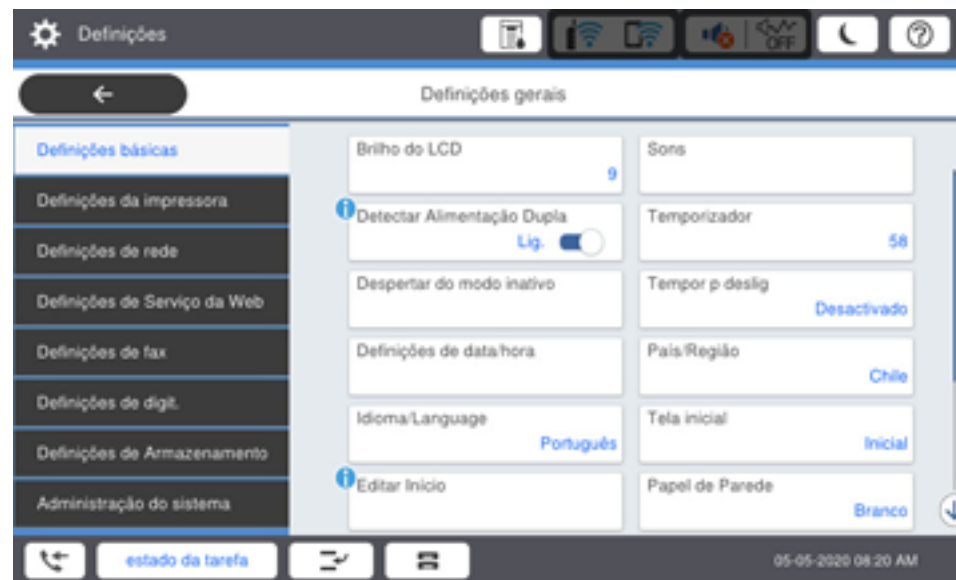 Definições
OFF
Definições gerais
Definições básicas
Definições da impressora
Definições de rede
Definições de Serviço da Web
Definições de fax
Definições de digit.
Definições de Armazenamento
Administração do sistema
Brilho do LCD
9
Sons
Detectar Alimentação Dupla
Lig.
Temporizador
58
Despertar do modo inativo
Tempor p deslig
Desactivado
Definições de data/hora
País/Região
Chile
Idioma/Language
Português
Tela inicial
Inicial
Editar Início
Papel de Parede
Branco
estado da tarefa
05-05-2020 08:20 AM